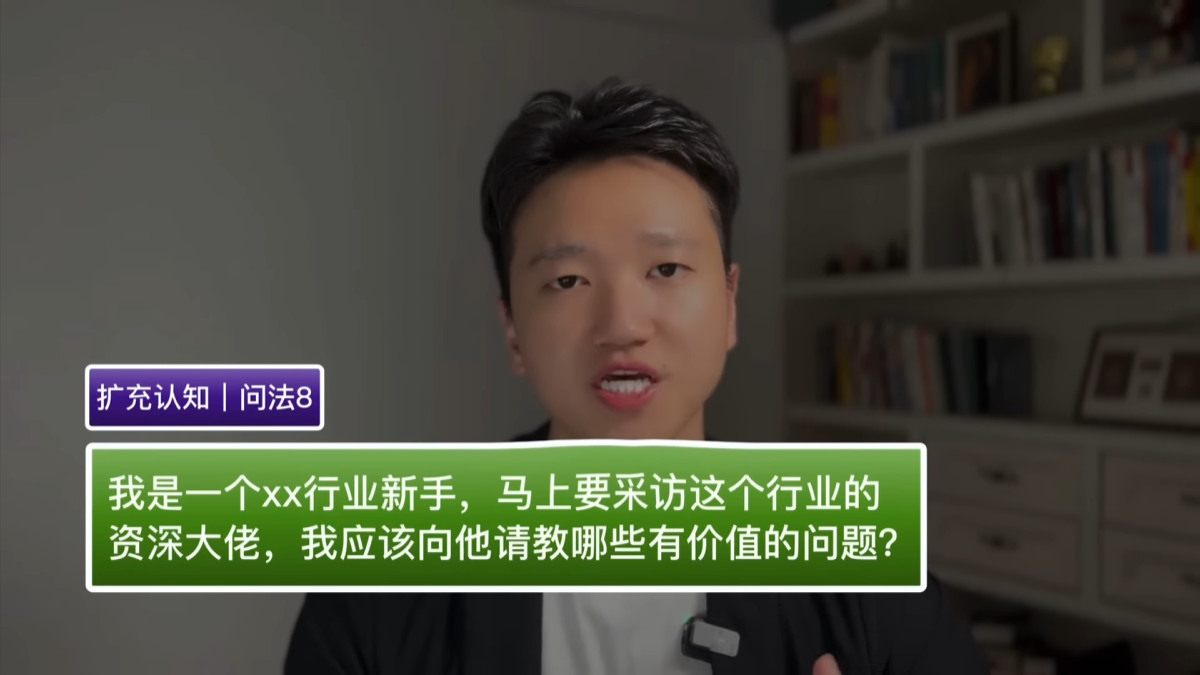 扩充认知｜问法8
我是一个xx行业新手，马上要采访这个行业的
资深大佬，我应该向他请教哪些有价值的问题？